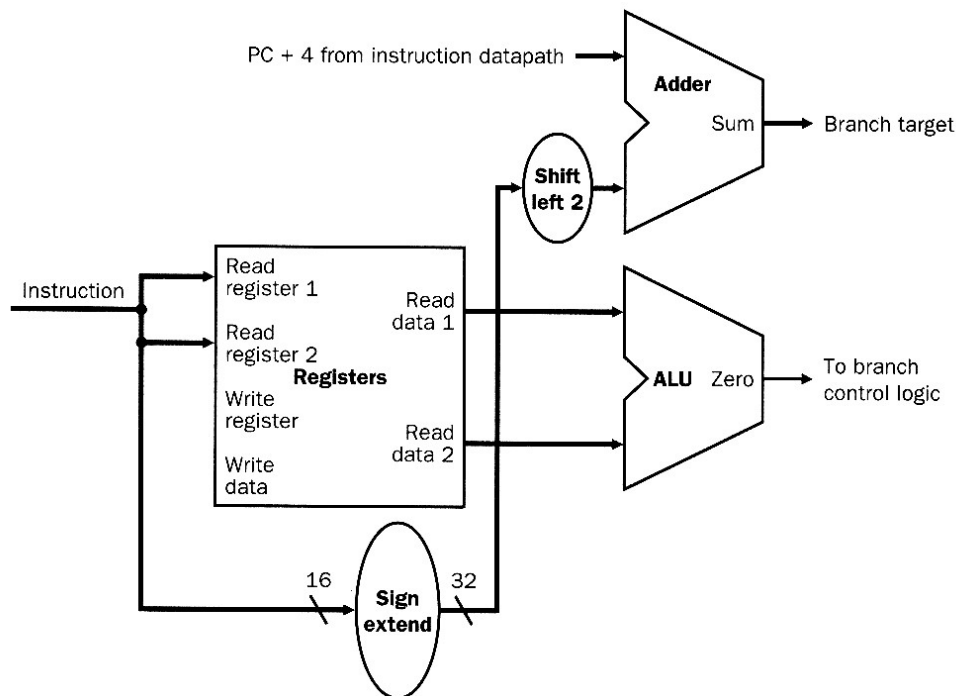 PC + 4 from instruction datapath
Adder
Sum
Branch target
Shift
left 2
Instruction
Read
register 1
Read
data 1
Read
register 2
Registers
Write
register
Read
data 2
Write
data
ALU
Zero
To branch
control logic
16
Sign
extend
32